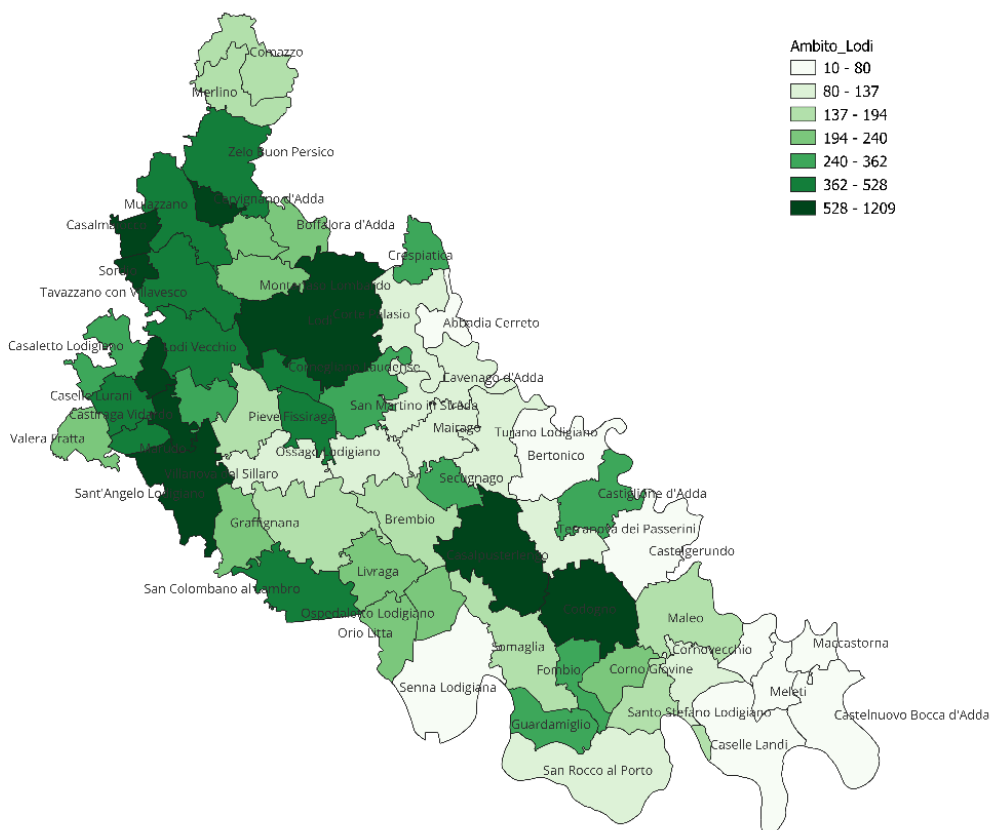 Ambito_Lodi
10 - 80
80 - 137
137 - 194
194 - 240
240 - 362
362 - 528
528 - 1209
Comazzo
Merlino
Zelo Buon Persico
Mulazzano
Boffalora d'Adda
Crespiatica
Tavazzano con Villavesco
Abbadia Cerreto
Casaletto Lodigiano
Lodi Vecchio
Cavenago d'Adda
Caselle Lurani
San Martino in Strada
Pieve Fissiraga
Castiraga Vidardo
Mairago
Turano Lodigiano
Valera Fratta
Ossago Lodigiano
Bertonico
Secugnago
Sant'Angelo Lodigiano
Castiglione d'Adda
Graffignana
Brembio
Terranova dei Passerini
Castelgerundo
Livraga
San Colombano al Lambro
Ospedaletto Lodigiano
Maleo
Orio Litta
Somaglia
Cornovecchio
Maccastorna
Fombio
Corno Giovine
Senna Lodigiana
Meleti
Santo Stefano Lodigiano
Castelnuovo Bocca d'Adda
Guardamiglio
Caselle Landi
San Rocco al Porto